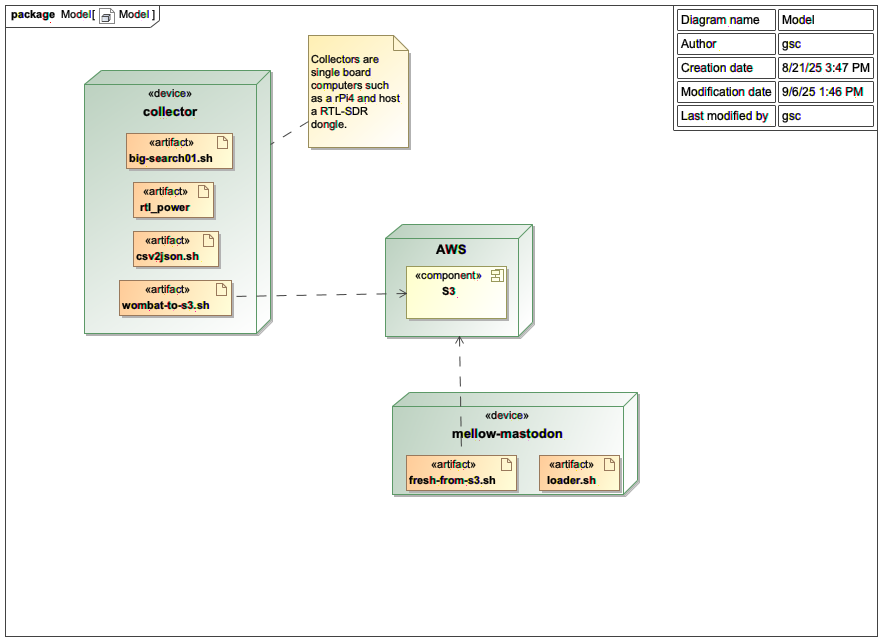 package Model[ Model ]
Diagram name Model
Author gsc
Creation date 8/21/25 3:47 PM
Modification date 9/6/25 1:46 PM
Last modified by gsc
Collectors are
single board
computers such
as a rPi4 and host
a RTL-SDR
dongle.
«device»
collector
«artifact»
big-search01.sh
«artifact»
rtl_power
«artifact»
csv2json.sh
«artifact»
wombat-to-s3.sh
AWS
«component»
S3
«device»
mellow-mastodon
«artifact»
fresh-from-s3.sh
«artifact»
loader.sh